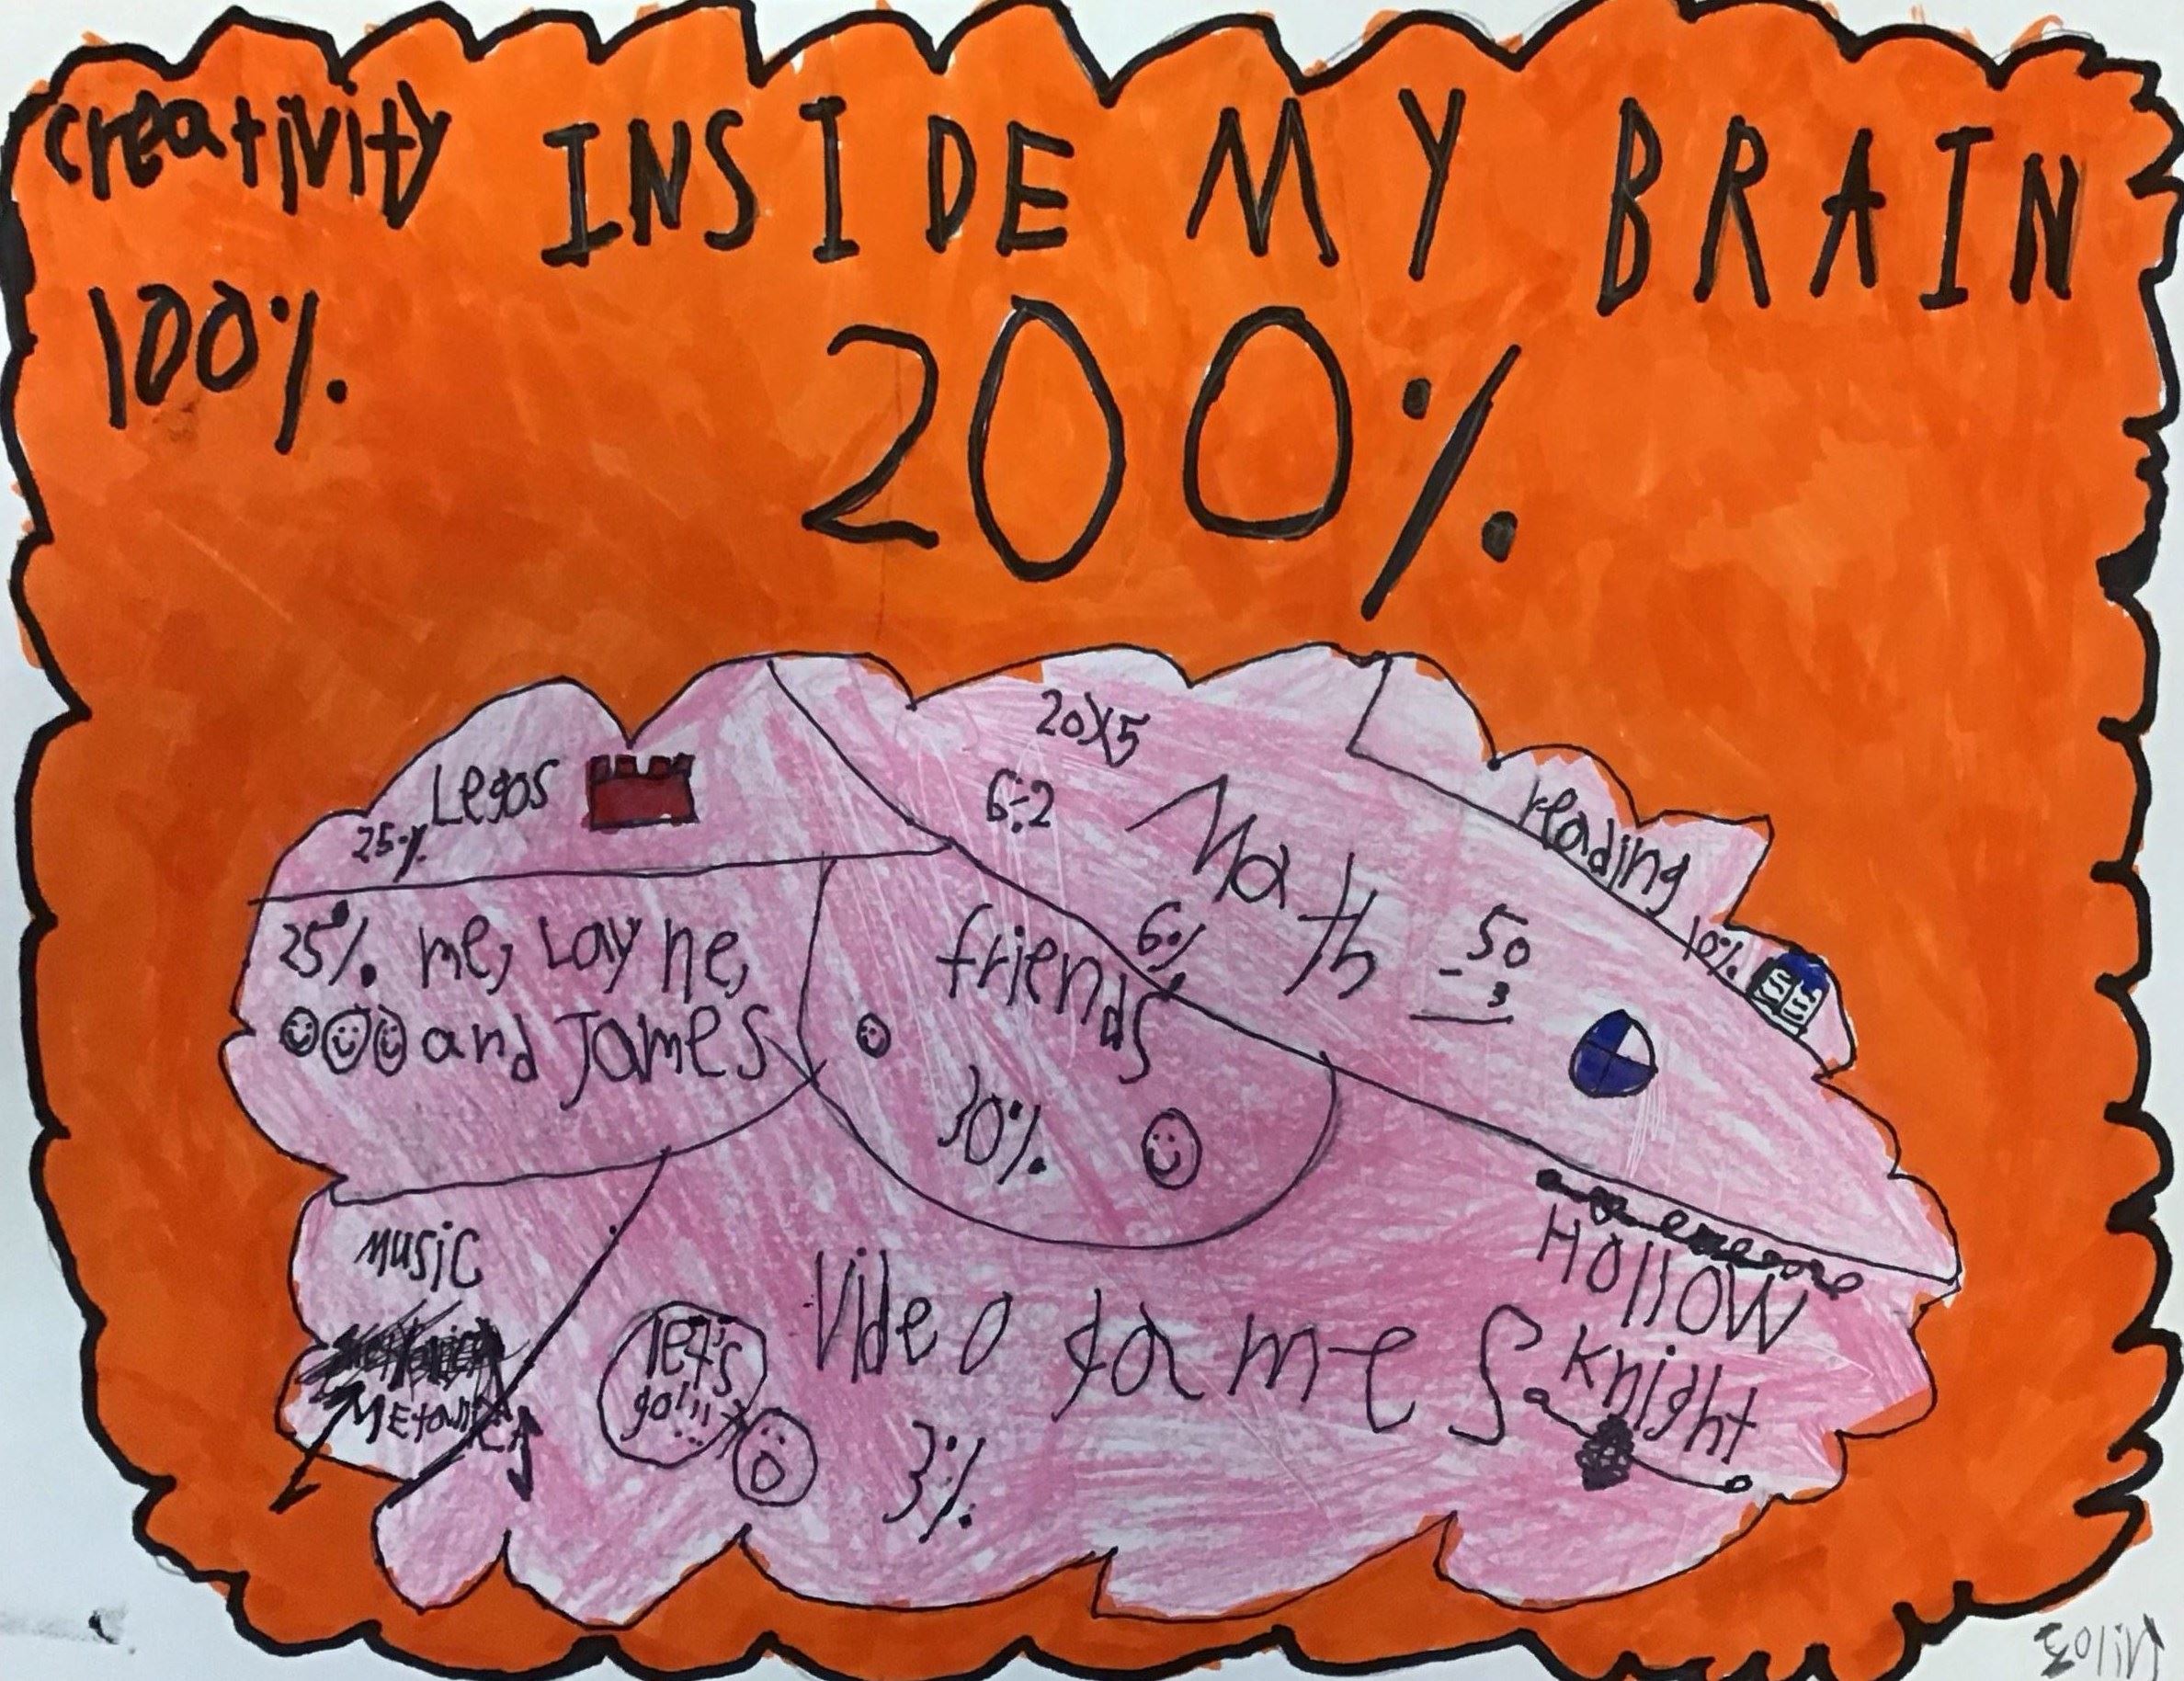 creativity
100%
INSIDE MY BRAIN
200%
Legos
25%
20x5
6÷2
Math
6%
50
- 3
reading
10%
25% me, Layne,
and James
friends
30%
music
Metallica
let's
go!!!
Video games
3%
Hollow
Knight